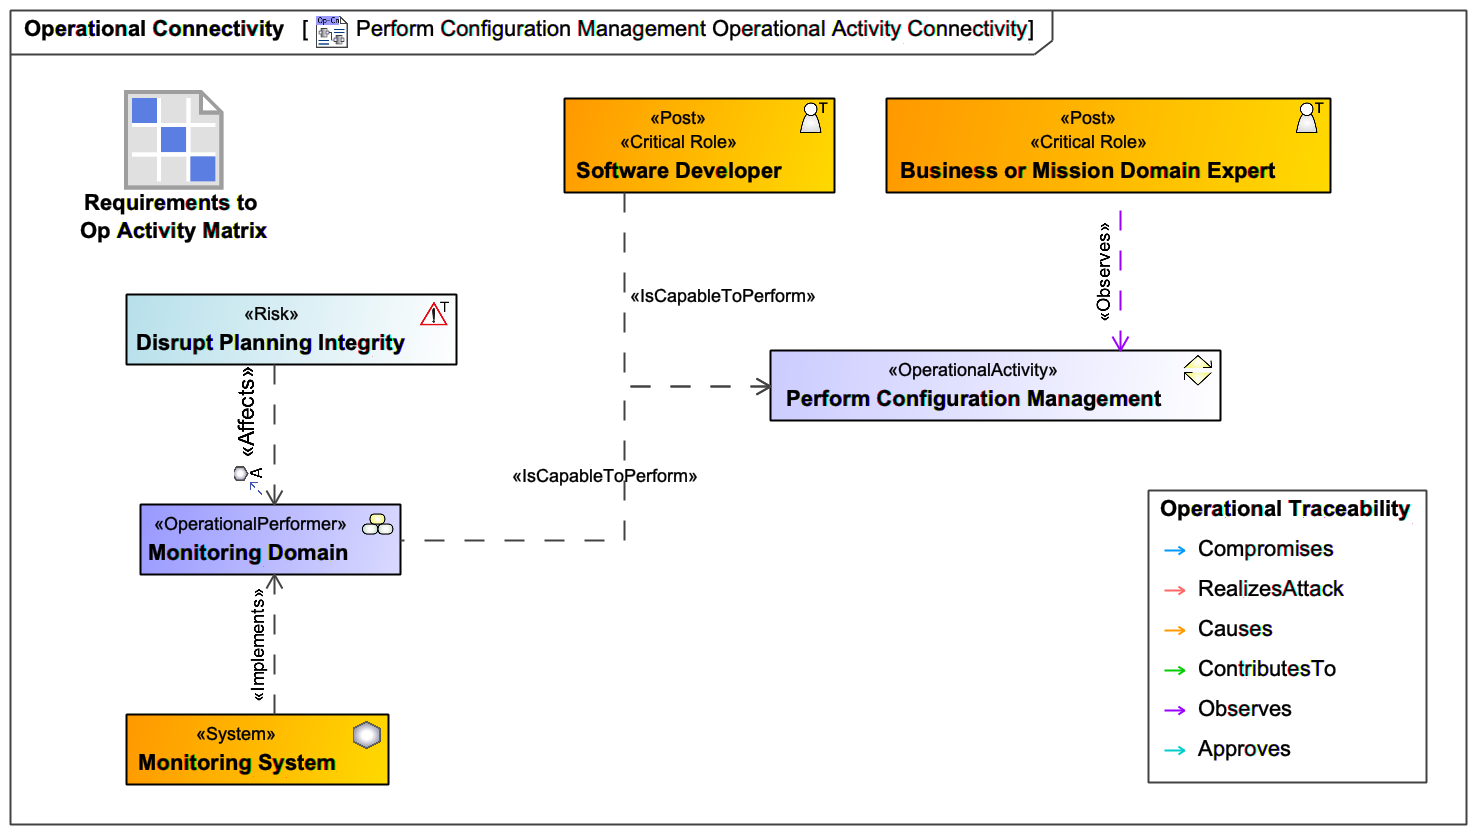 Operational Connectivity [ Op-Cn Perform Configuration Management Operational Activity Connectivity]
Requirements to
Op Activity Matrix
«Post»
«Critical Role»
Software Developer
T
«Post»
«Critical Role»
Business or Mission Domain Expert
T
«IsCapableToPerform»
«Observes»
«Risk»
Disrupt Planning Integrity
T
«OperationalActivity»
Perform Configuration Management
«Affects»
A
«IsCapableToPerform»
«OperationalPerformer»
Monitoring Domain
«Implements»
«System»
Monitoring System
Operational Traceability
Compromises
RealizesAttack
Causes
ContributesTo
Observes
Approves